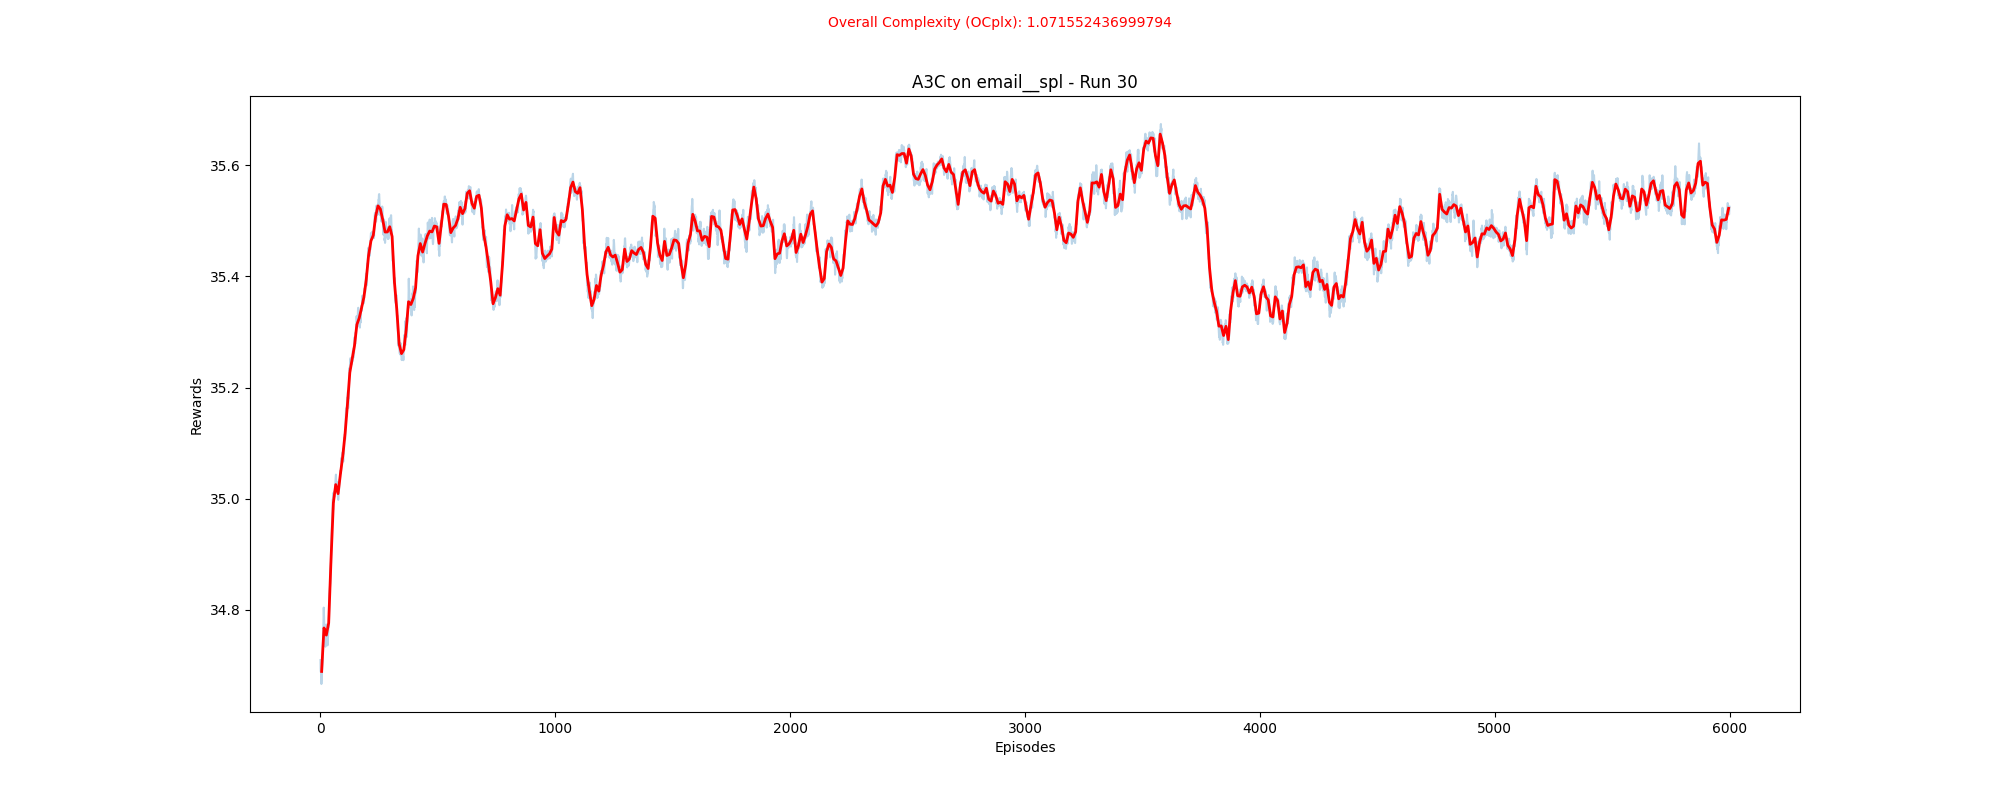 Overall Complexity (OCplx): 1.071552436999794
A3C on email__spl - Run 30
35.6
35.4
35.2
35.0
34.8
Rewards
0 1000 2000 3000 4000 5000 6000
Episodes